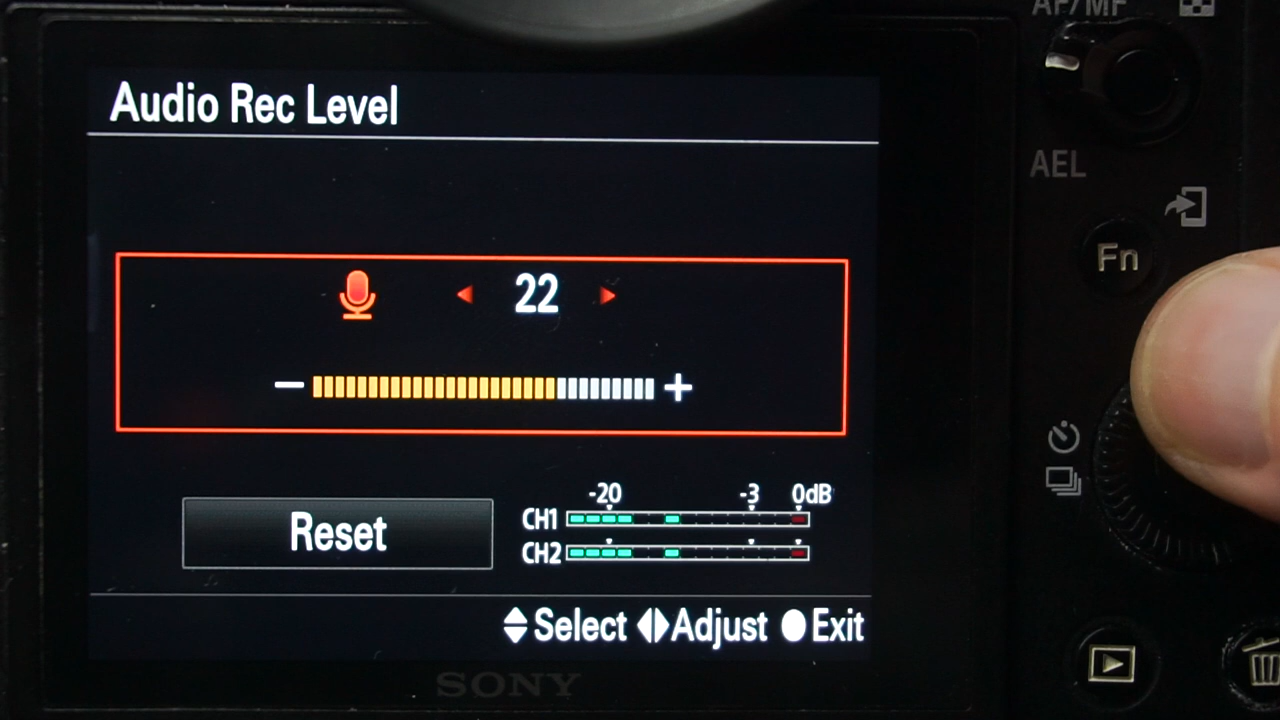 AF/MF
Audio Rec Level
AEL
Fn
22
− +
-20 -3 0dB
CH1
CH2
Reset
Select Adjust Exit
SONY